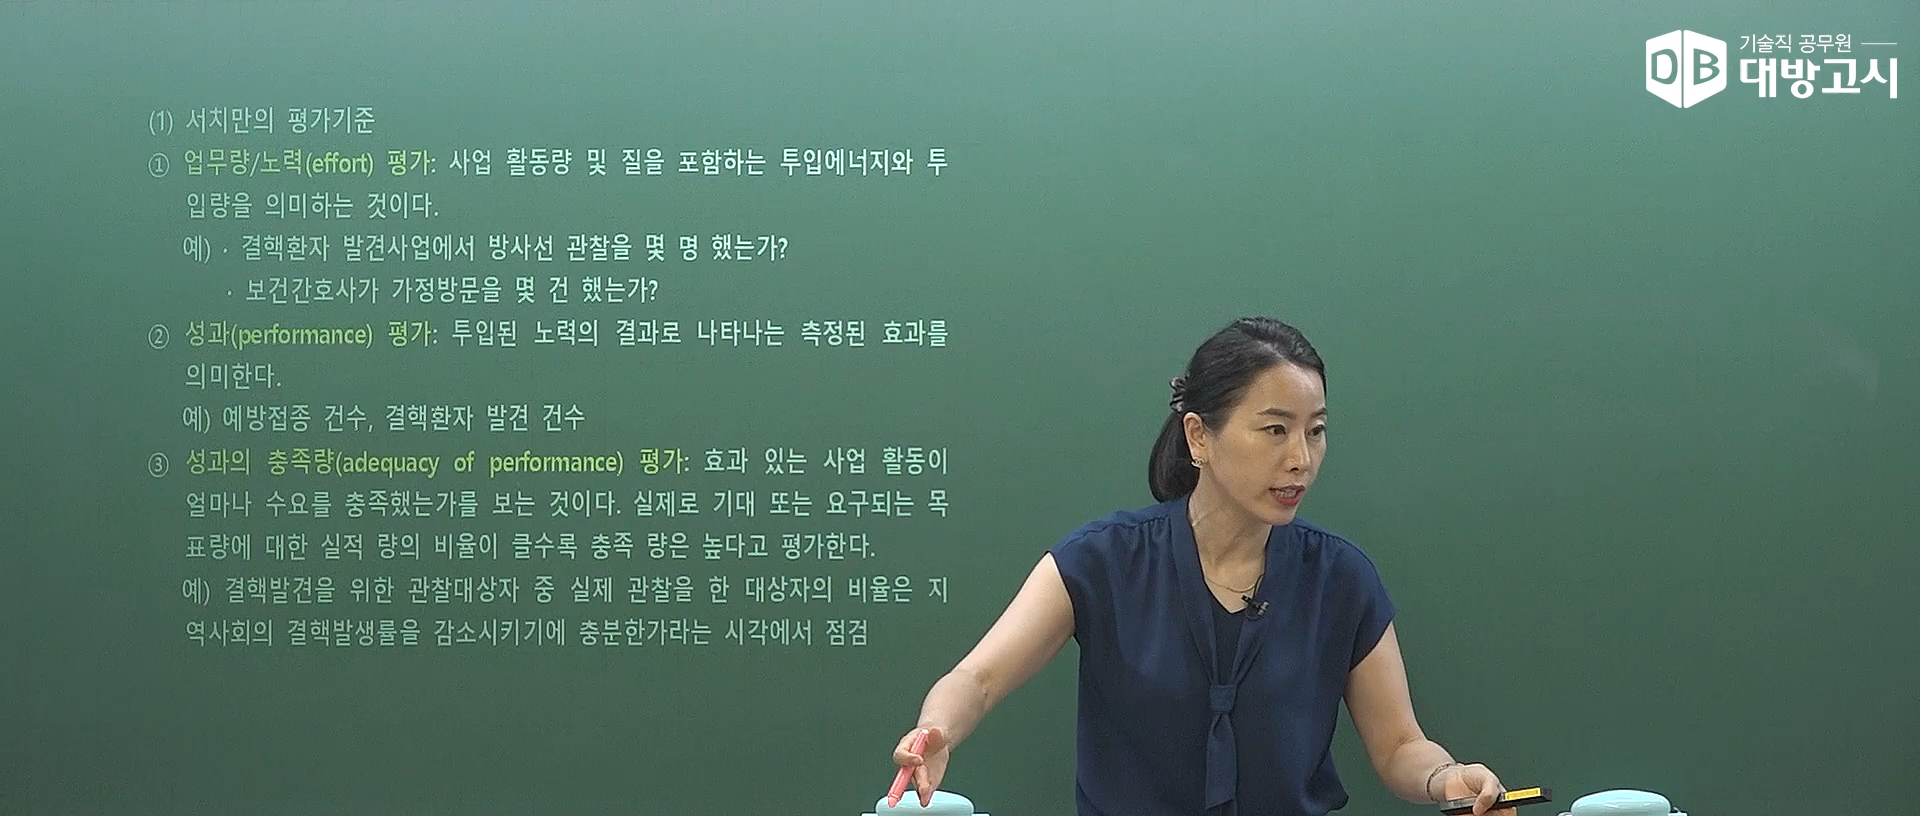 기술직 공무원
대방고시
(1) 서치만의 평가기준
① 업무량/노력(effort) 평가: 사업 활동량 및 질을 포함하는 투입에너지와 투
입량을 의미하는 것이다.
예) · 결핵환자 발견사업에서 방사선 관찰을 몇 명 했는가?
· 보건간호사가 가정방문을 몇 건 했는가?
② 성과(performance) 평가: 투입된 노력의 결과로 나타나는 측정된 효과를
의미한다.
예) 예방접종 건수, 결핵환자 발견 건수
③ 성과의 충족량(adequacy of performance) 평가: 효과 있는 사업 활동이
얼마나 수요를 충족했는가를 보는 것이다. 실제로 기대 또는 요구되는 목
표량에 대한 실적 량의 비율이 클수록 충족 량은 높다고 평가한다.
예) 결핵발견을 위한 관찰대상자 중 실제 관찰을 한 대상자의 비율은 지
역사회의 결핵발생률을 감소시키기에 충분한가라는 시각에서 점검